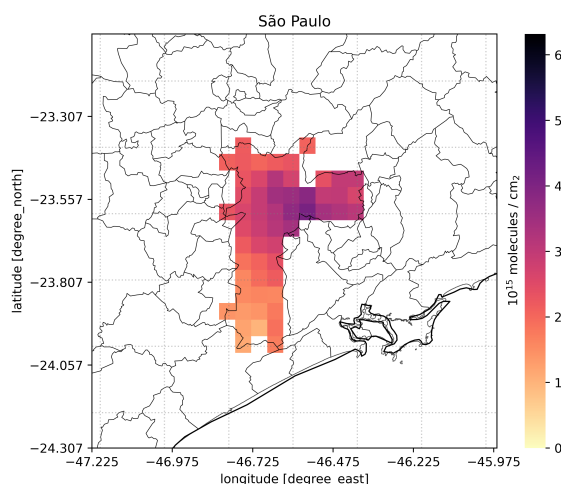 São Paulo
6
5
4
3
2
1
0
10¹⁵ molecules / cm₂
−23.307
−23.557
−23.807
−24.057
−24.307
latitude [degree_north]
−47.225 −46.975 −46.725 −46.475 −46.225 −45.975
longitude [degree_east]